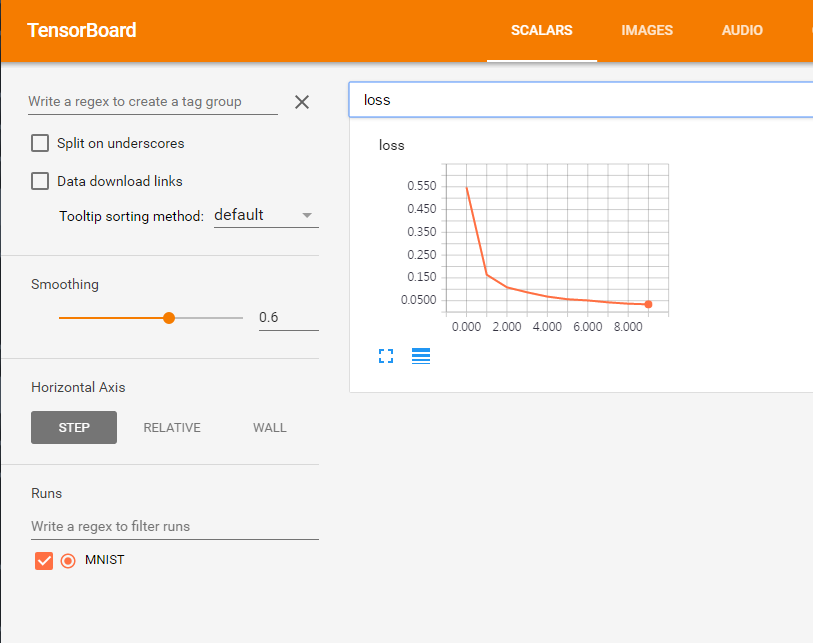 TensorBoard
SCALARS IMAGES AUDIO
Write a regex to create a tag group
Split on underscores
Data download links
Tooltip sorting method: default
Smoothing
0.6
Horizontal Axis
STEP RELATIVE WALL
Runs
Write a regex to filter runs
MNIST
loss
loss
0.550
0.450
0.350
0.250
0.150
0.0500
0.000 2.000 4.000 6.000 8.000